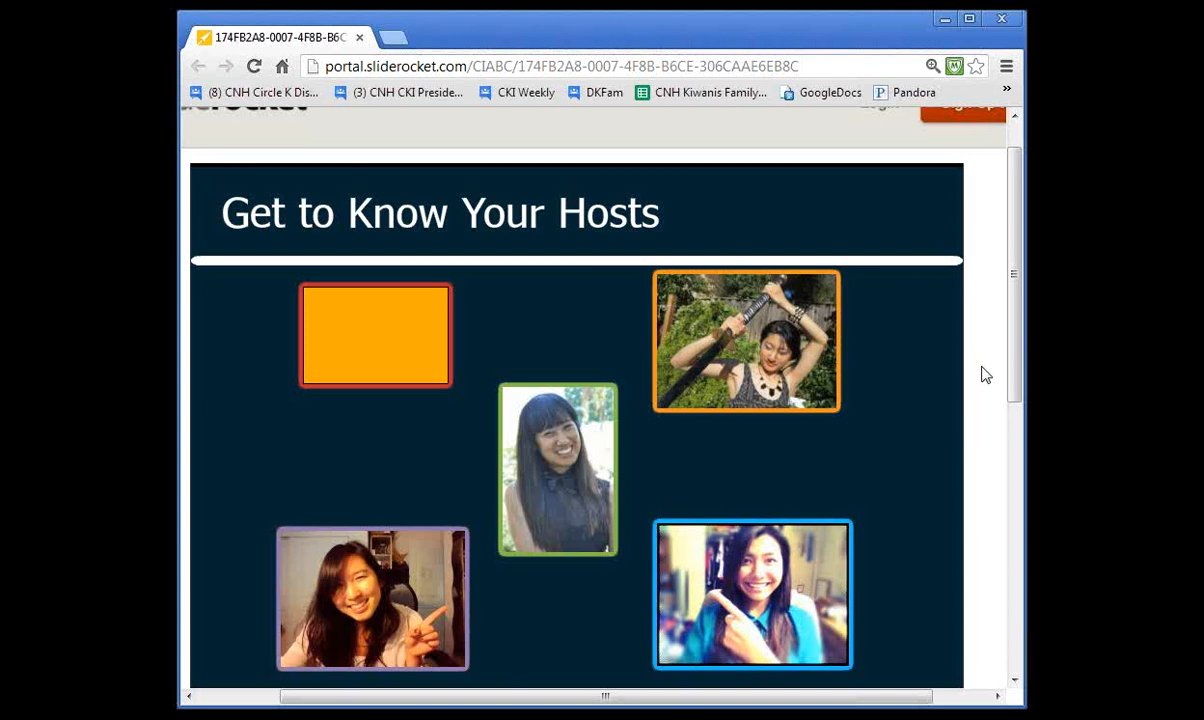 174FB2A8-0007-4F8B-B6C
portal.sliderocket.com/CIABC/174FB2A8-0007-4F8B-B6CE-306CAAE6EB8C
(8) CNH Circle K Dis...
(3) CNH CKI Preside...
CKI Weekly
DKFam
CNH Kiwanis Family...
GoogleDocs
Pandora
Get to Know Your Hosts